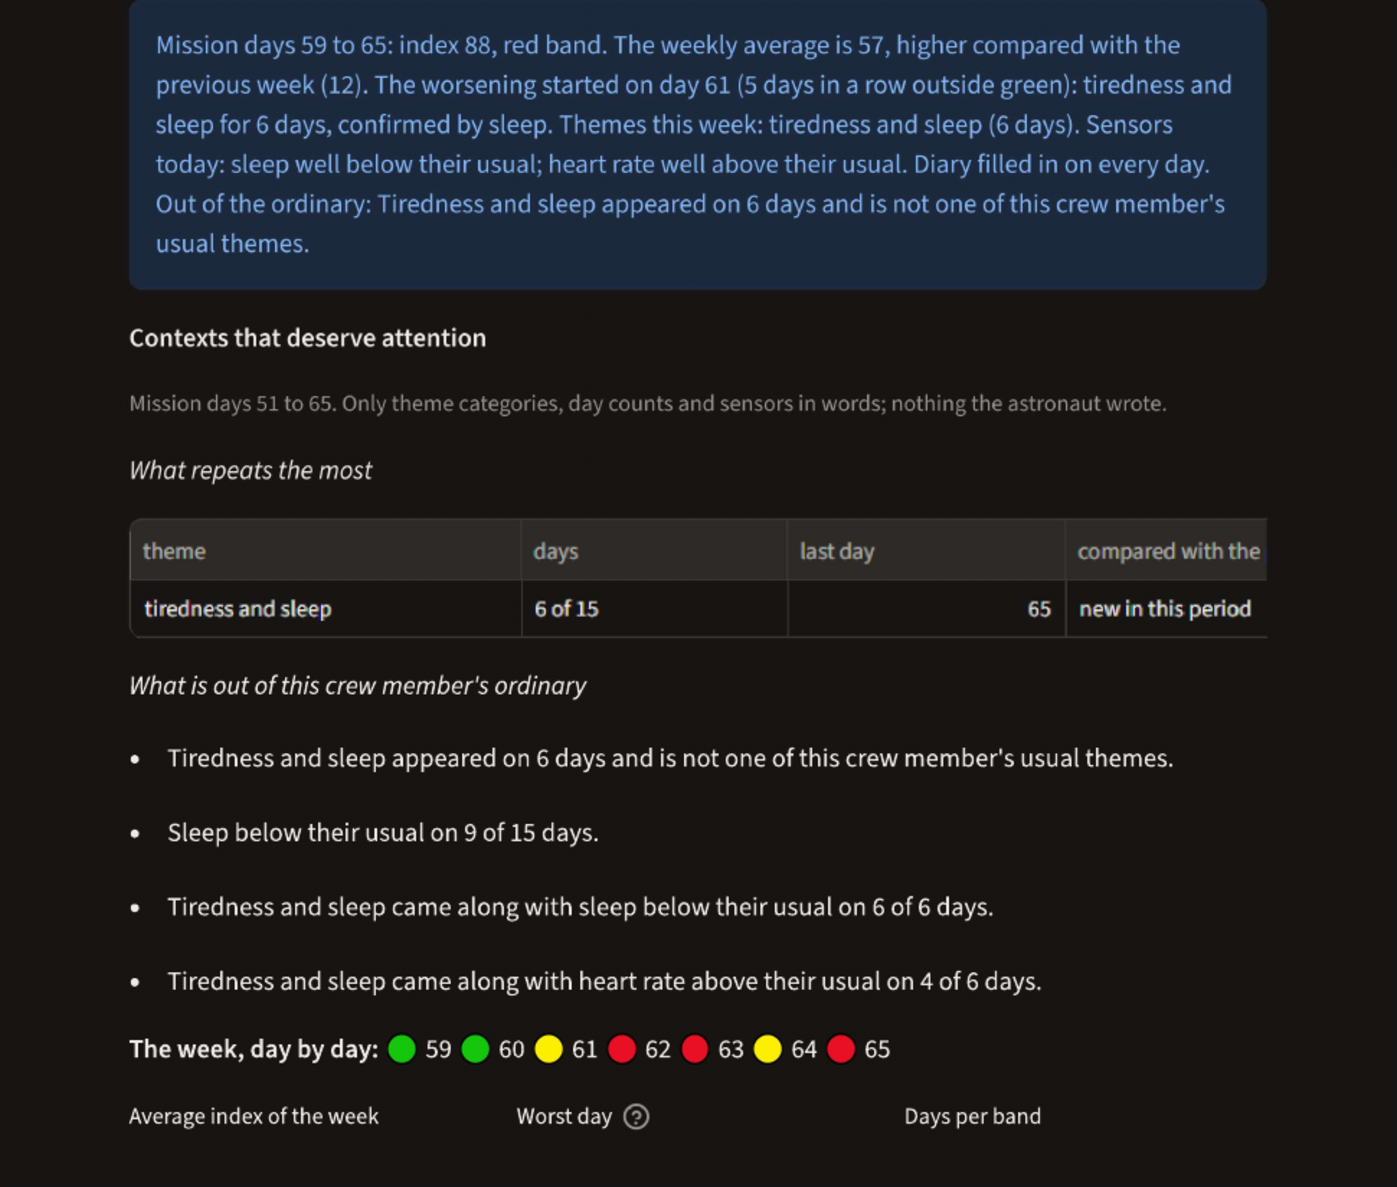 Mission days 59 to 65: index 88, red band. The weekly average is 57, higher compared with the
previous week (12). The worsening started on day 61 (5 days in a row outside green): tiredness and
sleep for 6 days, confirmed by sleep. Themes this week: tiredness and sleep (6 days). Sensors
today: sleep well below their usual; heart rate well above their usual. Diary filled in on every day.
Out of the ordinary: Tiredness and sleep appeared on 6 days and is not one of this crew member's
usual themes.
Contexts that deserve attention
Mission days 51 to 65. Only theme categories, day counts and sensors in words; nothing the astronaut wrote.
What repeats the most
theme days last day compared with the
tiredness and sleep 6 of 15 65 new in this period
What is out of this crew member's ordinary
• Tiredness and sleep appeared on 6 days and is not one of this crew member's usual themes.
• Sleep below their usual on 9 of 15 days.
• Tiredness and sleep came along with sleep below their usual on 6 of 6 days.
• Tiredness and sleep came along with heart rate above their usual on 4 of 6 days.
The week, day by day: 59 60 61 62 63 64 65
Average index of the week Worst day ? Days per band